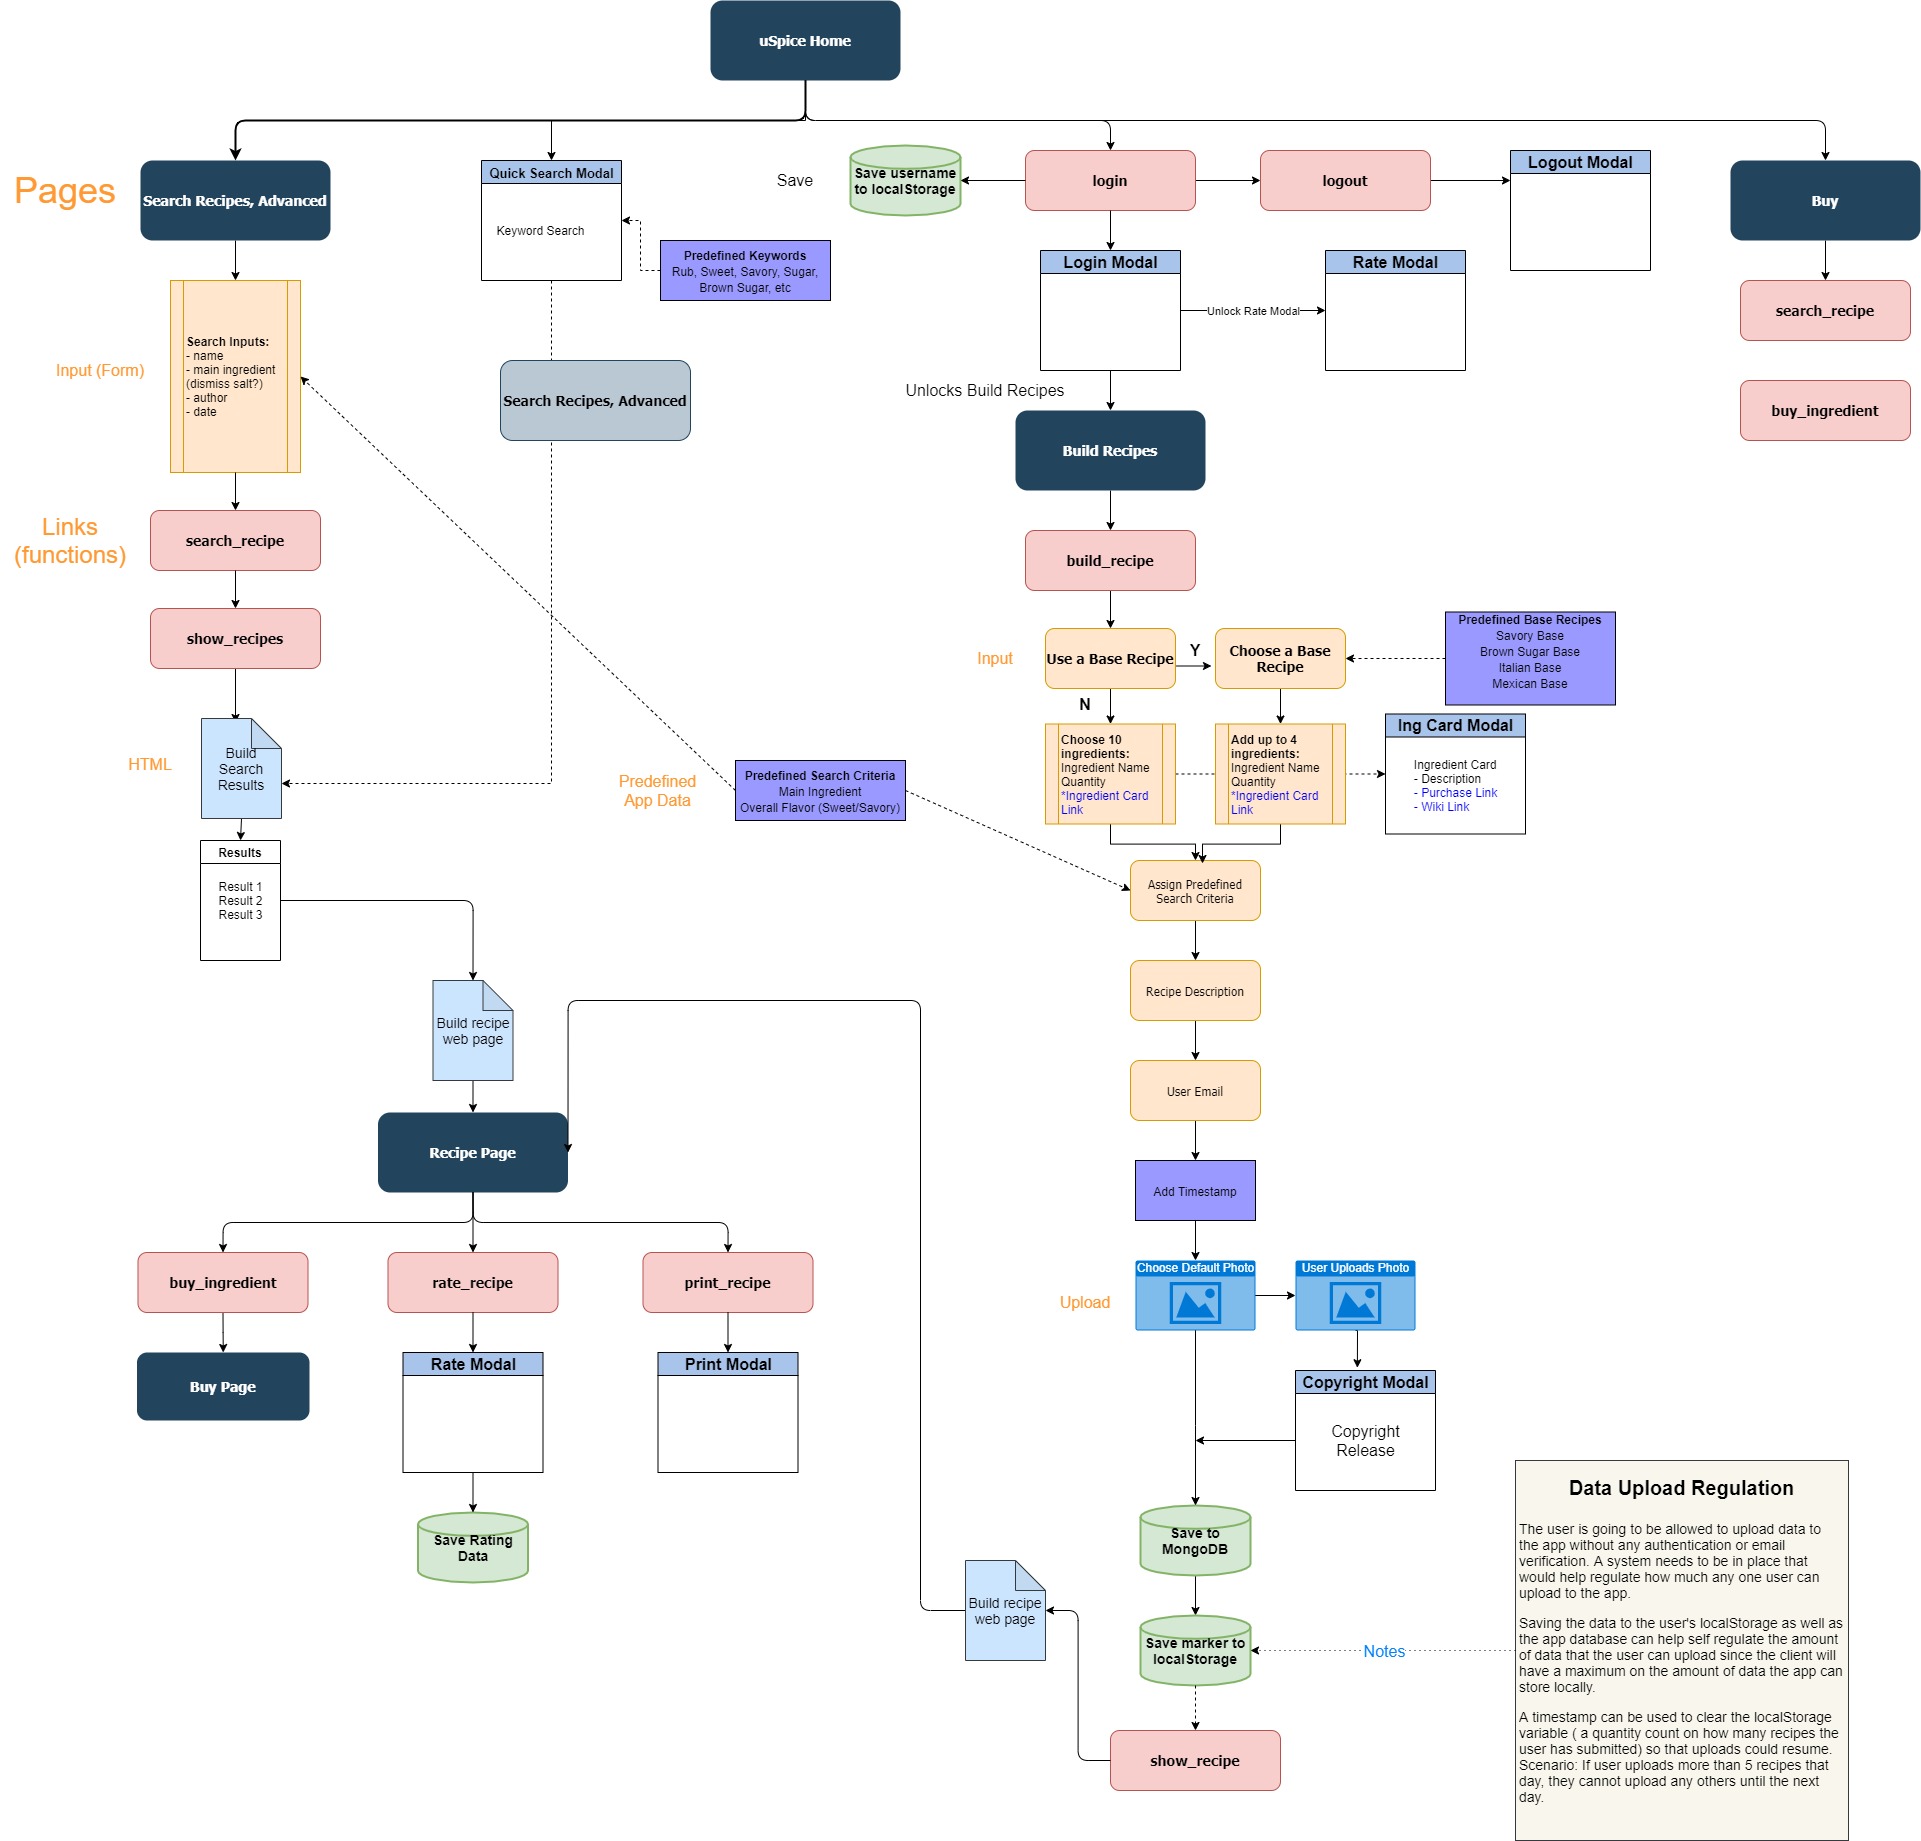 uSpice Home
Pages
Search Recipes, Advanced
Quick Search Modal
Keyword Search
Predefined Keywords
Rub, Sweet, Savory, Sugar,
Brown Sugar, etc
Save
Save username
to localStorage
login
logout
Logout Modal
Buy
Login Modal
Unlock Rate Modal
Rate Modal
search_recipe
buy_ingredient
Input (Form)
Search Inputs:
- name
- main ingredient
(dismiss salt?)
- author
- date
Search Recipes, Advanced
Unlocks Build Recipes
Build Recipes
Links
(functions)
search_recipe
show_recipes
build_recipe
Input
Use a Base Recipe
Y
Choose a Base
Recipe
Predefined Base Recipes
Savory Base
Brown Sugar Base
Italian Base
Mexican Base
N
Choose 10
ingredients:
Ingredient Name
Quantity
*Ingredient Card
Link
Add up to 4
ingredients:
Ingredient Name
Quantity
*Ingredient Card
Link
Ing Card Modal
Ingredient Card
- Description
- Purchase Link
- Wiki Link
HTML
Build
Search
Results
Predefined
App Data
Predefined Search Criteria
Main Ingredient
Overall Flavor (Sweet/Savory)
Results
Result 1
Result 2
Result 3
Assign Predefined
Search Criteria
Recipe Description
User Email
Add Timestamp
Build recipe
web page
Recipe Page
buy_ingredient
rate_recipe
print_recipe
Buy Page
Rate Modal
Print Modal
Save Rating
Data
Upload
Choose Default Photo
User Uploads Photo
Copyright Modal
Copyright
Release
Save to
MongoDB
Build recipe
web page
Save marker to
localStorage
Notes
show_recipe
Data Upload Regulation
The user is going to be allowed to upload data to
the app without any authentication or email
verification. A system needs to be in place that
would help regulate how much any one user can
upload to the app.
Saving the data to the user's localStorage as well as
the app database can help self regulate the amount
of data that the user can upload since the client will
have a maximum on the amount of data the app can
store locally.
A timestamp can be used to clear the localStorage
variable ( a quantity count on how many recipes the
user has submitted) so that uploads could resume.
Scenario: If user uploads more than 5 recipes that
day, they cannot upload any others until the next
day.